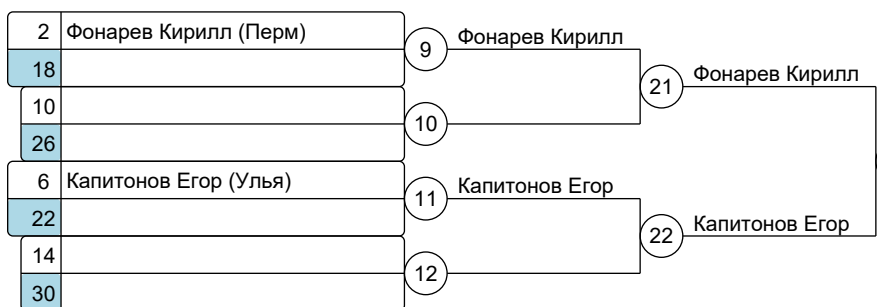 2 Фонарев Кирилл (Перм)
9 Фонарев Кирилл
18
21 Фонарев Кирилл
10
10
26
6 Капитонов Егор (Улья)
11 Капитонов Егор
22
22 Капитонов Егор
14
12
30